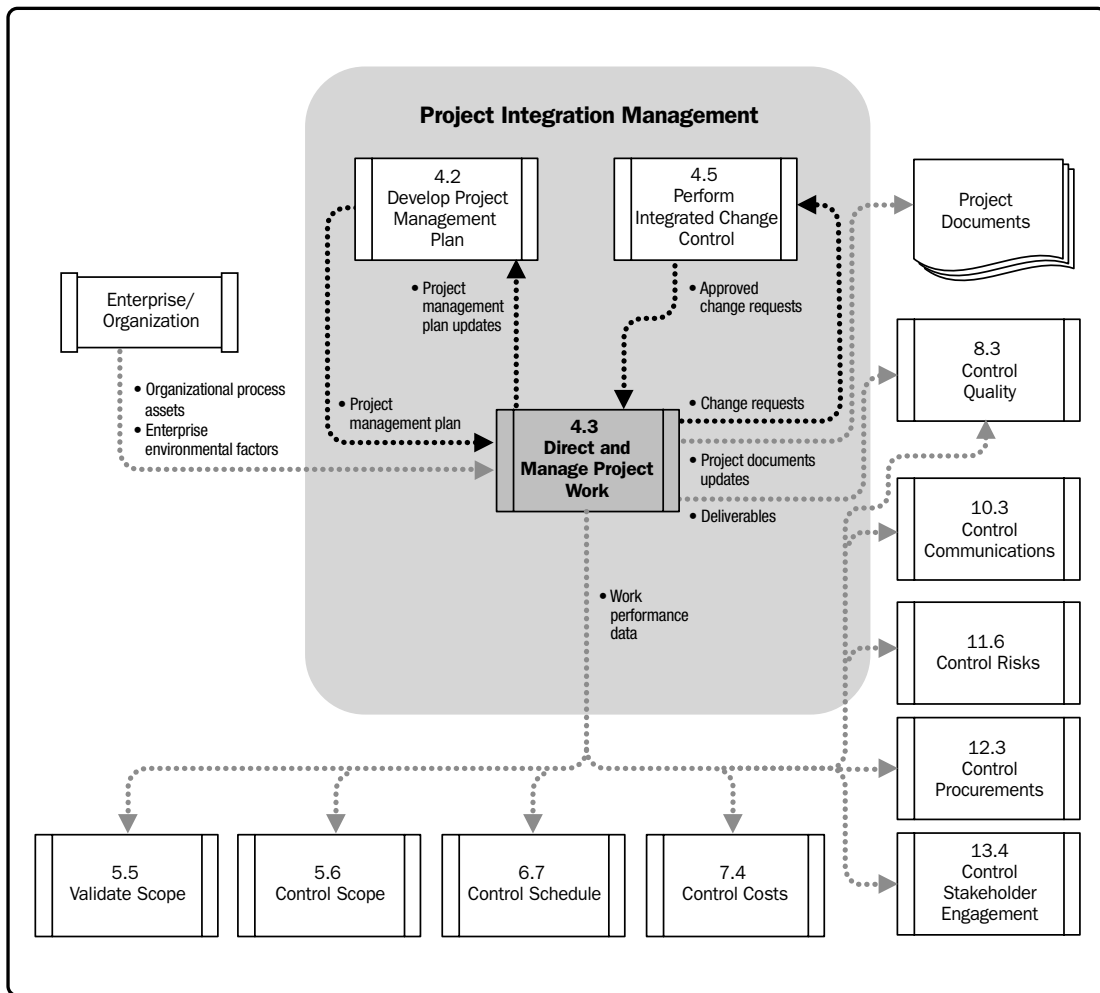 Project Integration Management
4.2
Develop Project
Management
Plan
4.5
Perform
Integrated Change
Control
Project
Documents
Enterprise/
Organization
• Project
management
plan updates
• Approved
change requests
8.3
Control
Quality
• Organizational process
assets
• Enterprise
environmental factors
• Project
management plan
• Change requests
4.3
Direct and
Manage Project
Work
• Project documents
updates
• Deliverables
10.3
Control
Communications
• Work
performance
data
11.6
Control Risks
12.3
Control
Procurements
5.5
Validate Scope
5.6
Control Scope
6.7
Control Schedule
7.4
Control Costs
13.4
Control
Stakeholder
Engagement